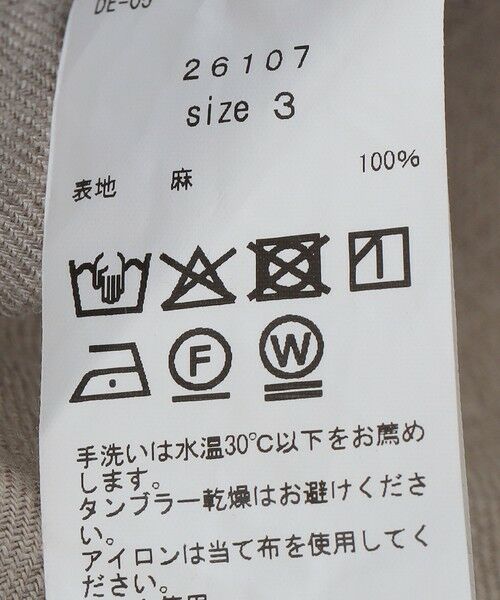 DE-05
26107
size 3
表地 麻 100%
F W
手洗いは水温30℃以下をお薦め
します。
タンブラー乾燥はお避けくださ
い。
アイロンは当て布を使用してく
ださい。